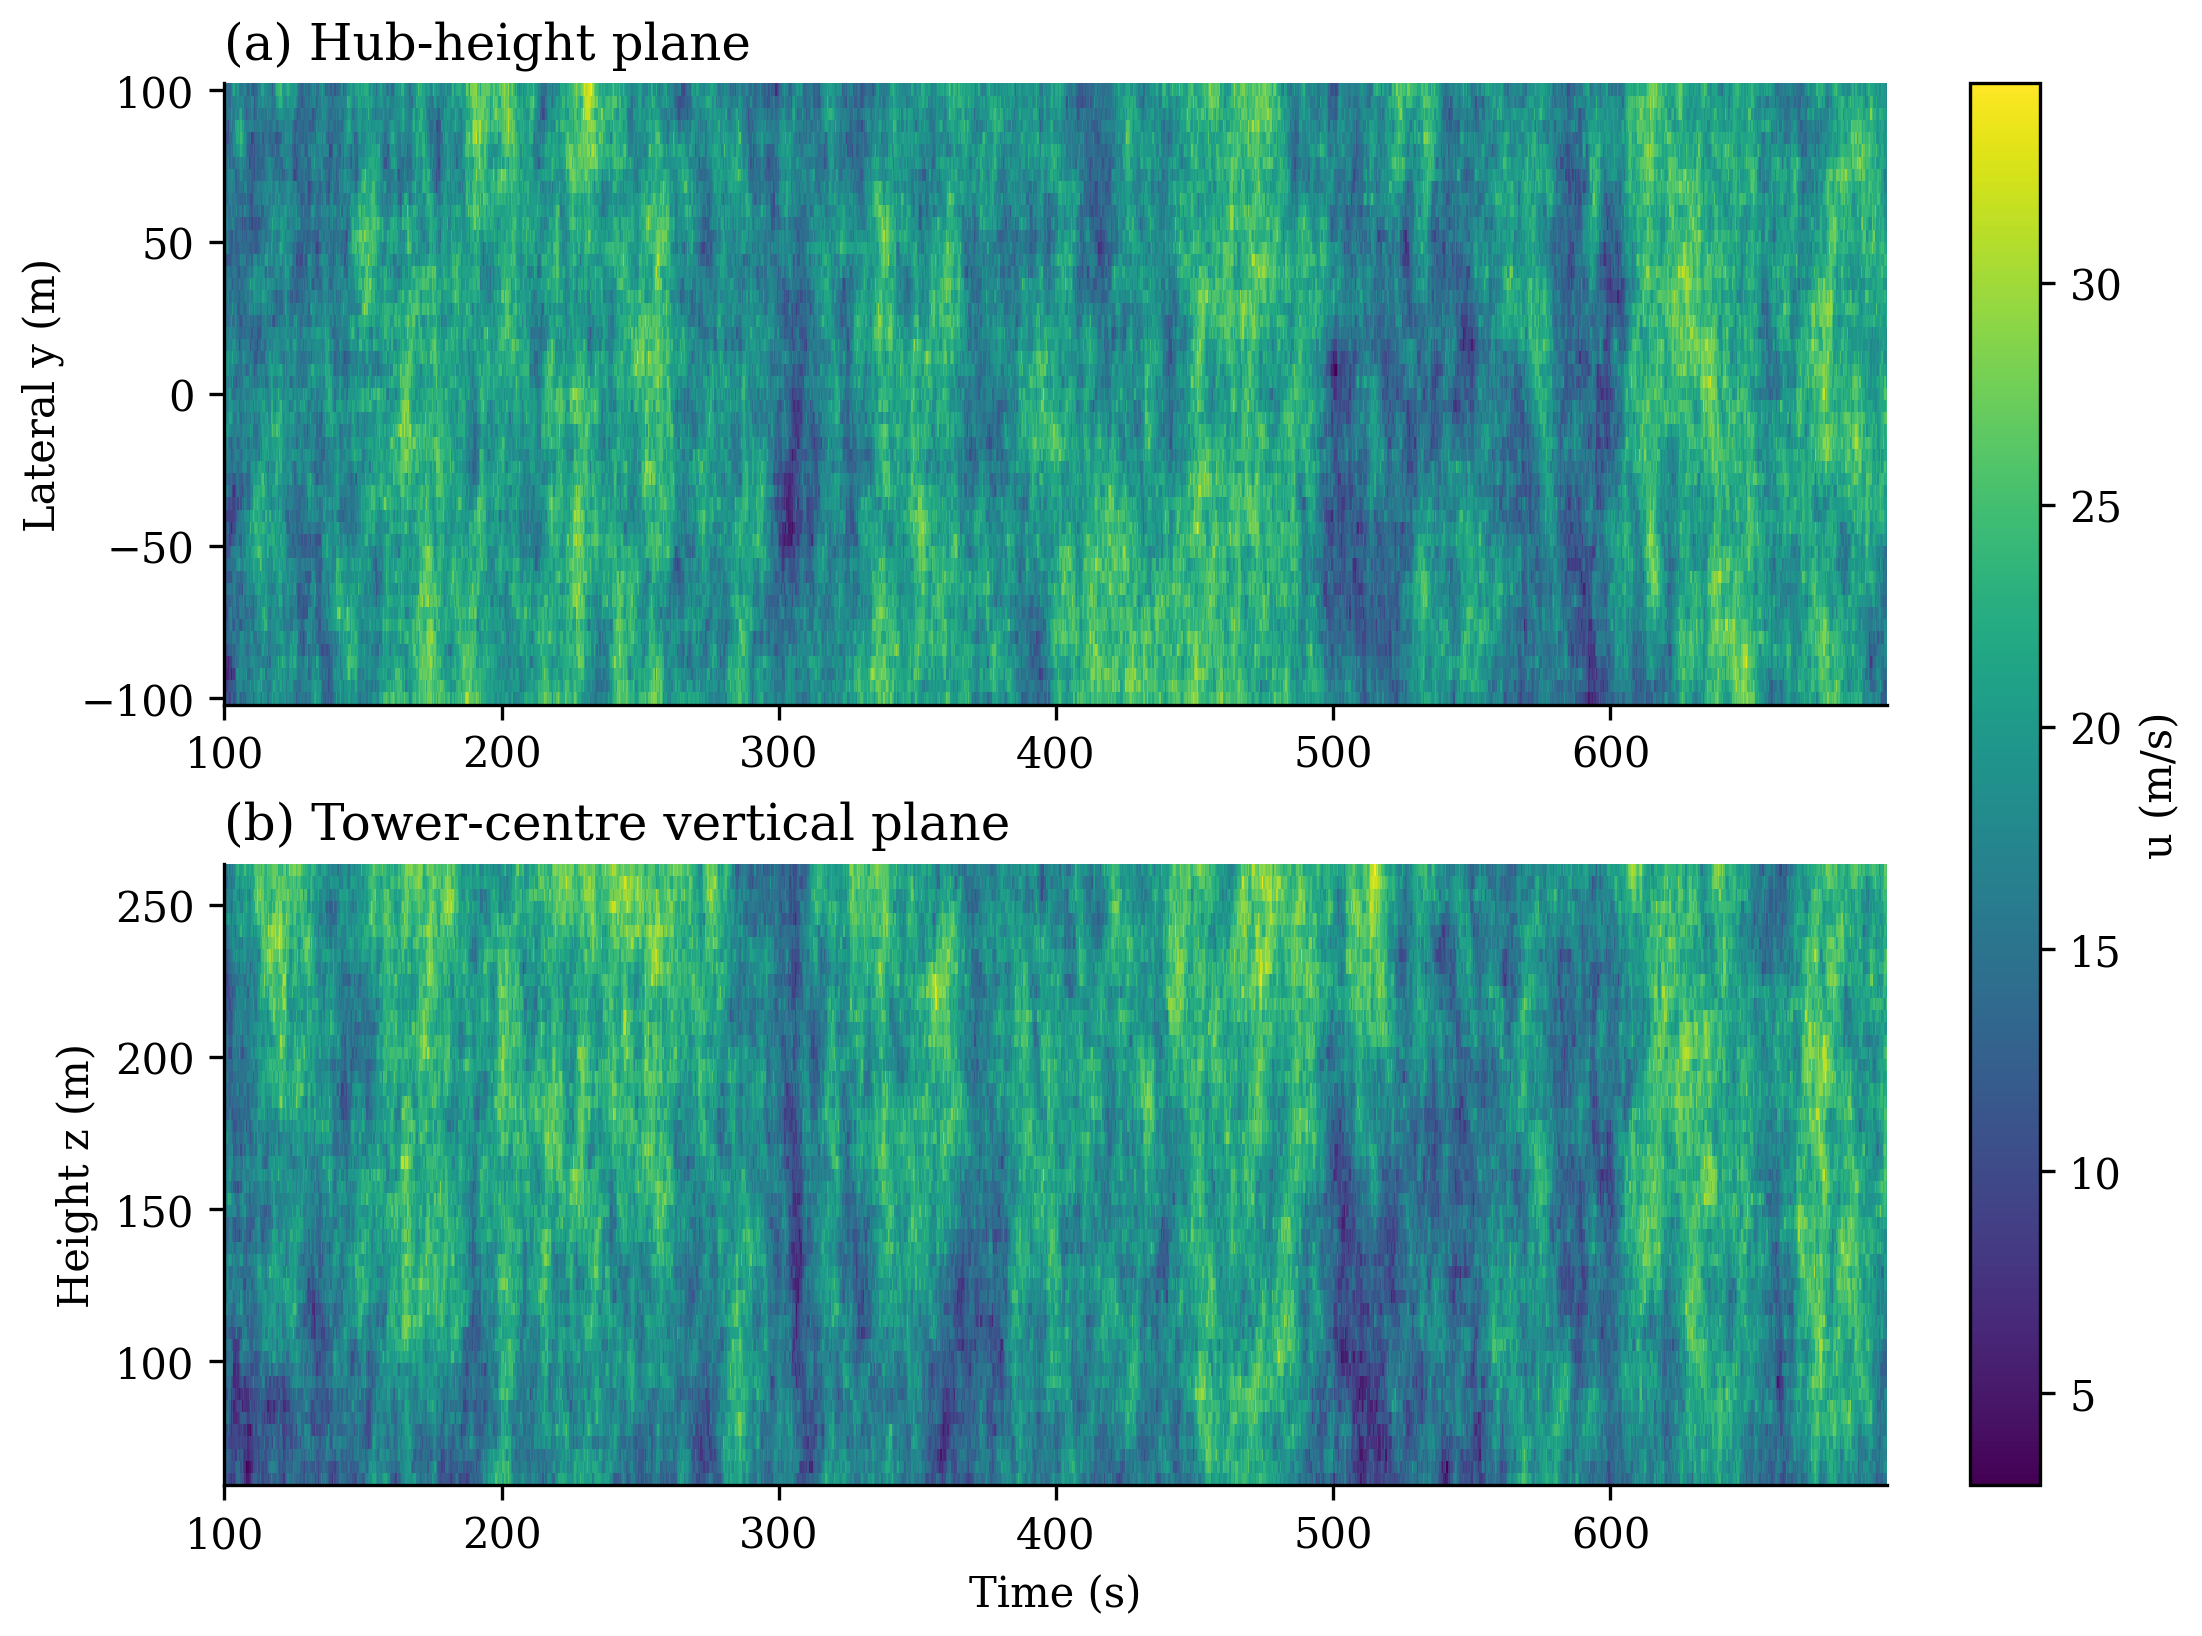 (a) Hub-height plane
100
50
0
−50
−100
Lateral y (m)
100 200 300 400 500 600
(b) Tower-centre vertical plane
250
200
150
100
Height z (m)
100 200 300 400 500 600
Time (s)
30
25
20
15
10
5
u (m/s)